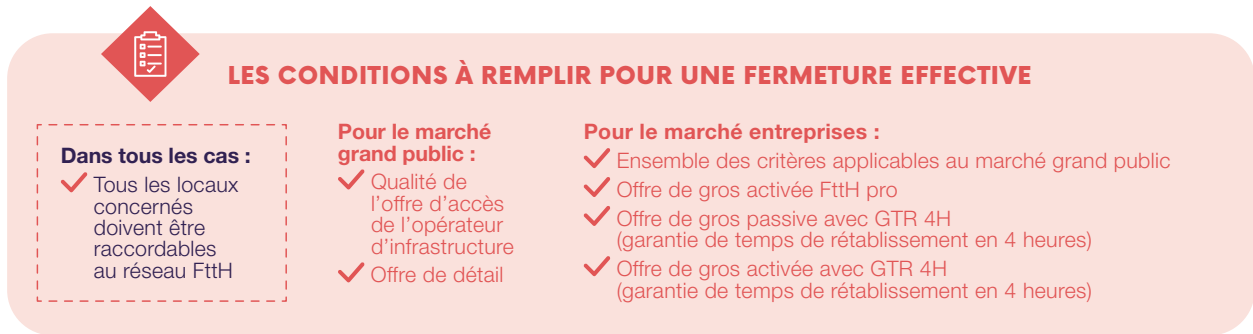 LES CONDITIONS À REMPLIR POUR UNE FERMETURE EFFECTIVE
Dans tous les cas :
Tous les locaux
concernés
doivent être
raccordables
au réseau FttH
Pour le marché
grand public :
Qualité de
l'offre d'accès
de l'opérateur
d'infrastructure
Offre de détail
Pour le marché entreprises :
Ensemble des critères applicables au marché grand public
Offre de gros activée FttH pro
Offre de gros passive avec GTR 4H
(garantie de temps de rétablissement en 4 heures)
Offre de gros activée avec GTR 4H
(garantie de temps de rétablissement en 4 heures)